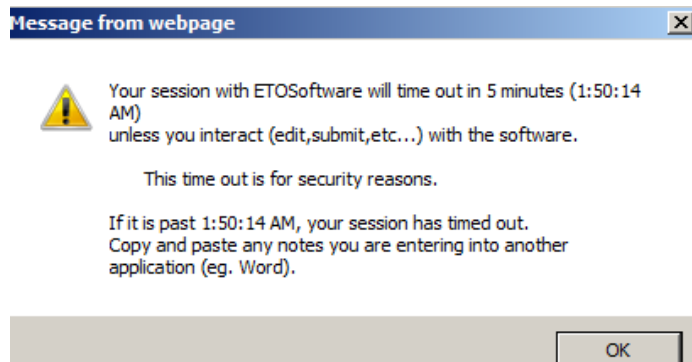 Message from webpage
Your session with ETOSoftware will time out in 5 minutes (1:50:14
AM)
unless you interact (edit,submit,etc...) with the software.
This time out is for security reasons.
If it is past 1:50:14 AM, your session has timed out.
Copy and paste any notes you are entering into another
application (eg. Word).
OK